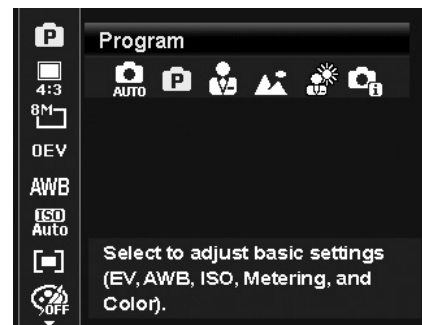 P
Program
AUTO P i
4:3
8M
0EV
AWB
ISO
Auto
Select to adjust basic settings
(EV, AWB, ISO, Metering, and
Color).
OFF